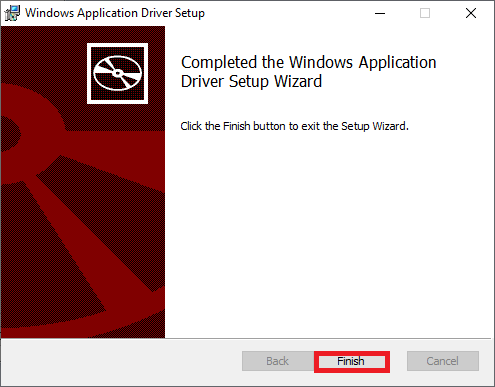 Windows Application Driver Setup
Completed the Windows Application
Driver Setup Wizard
Click the Finish button to exit the Setup Wizard.
Back
Finish
Cancel